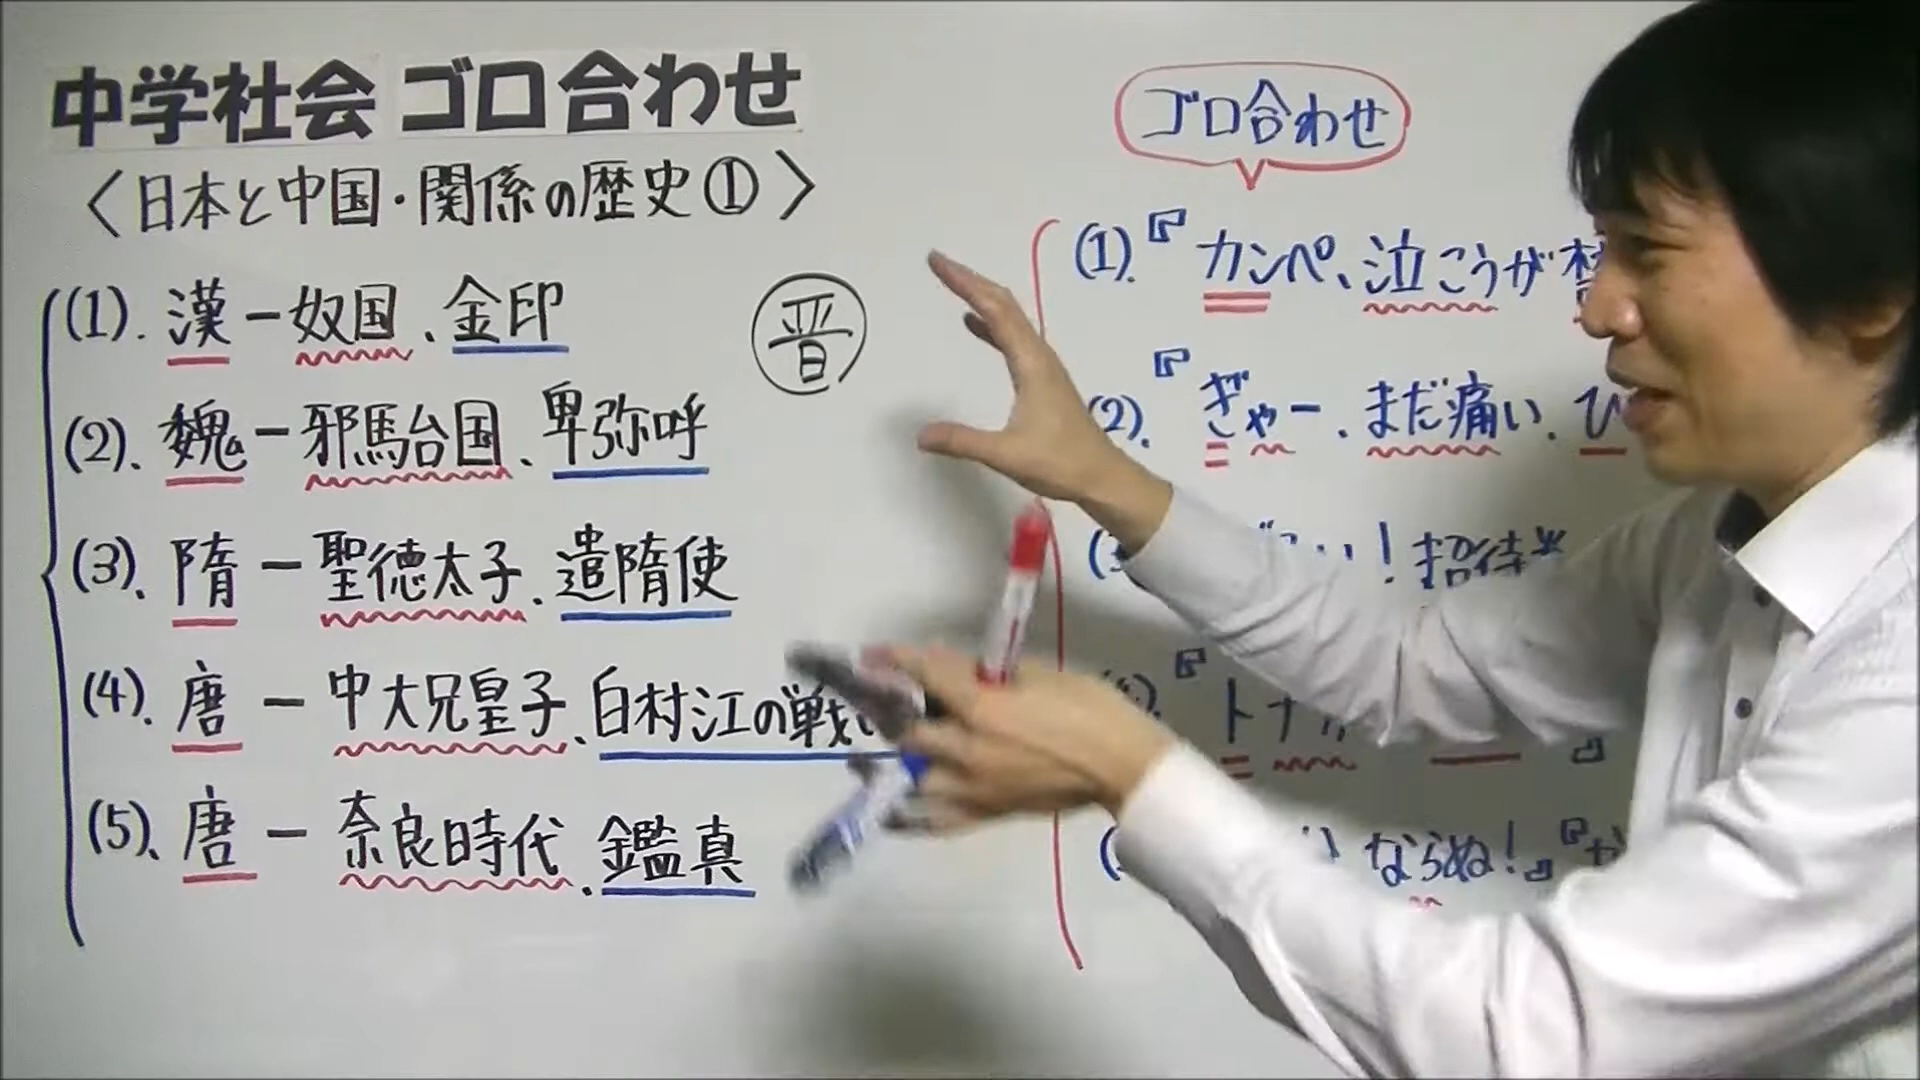 中学社会 ゴロ合わせ
〈日本と中国・関係の歴史①〉
(1). 漢ー奴国、金印
(2). 魏ー邪馬台国、卑弥呼
(3). 隋ー聖徳太子、遣隋使
(4). 唐ー中大兄皇子、白村江の戦
(5). 唐ー奈良時代、鑑真
晋
ゴロ合わせ
(1).『カンペ、泣こうが
(2).『ぎゃー、まだ痛い、ひ
！招待
『トナ 』
ならぬ！』『